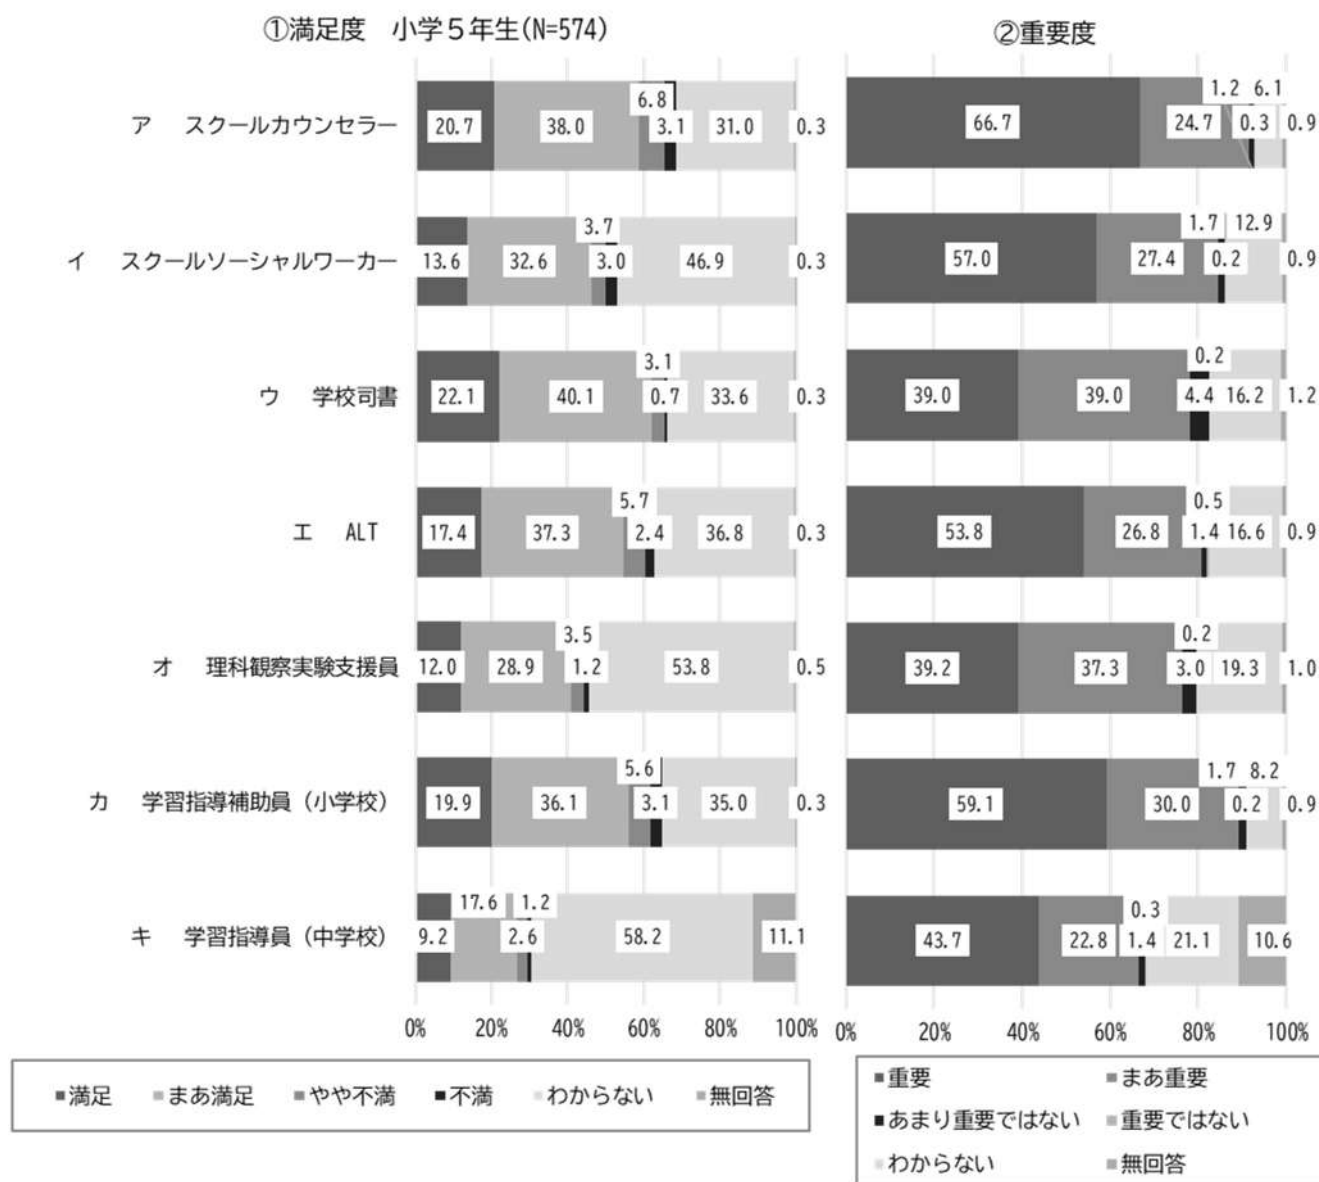 ①満足度　小学５年生(N=574)
②重要度
ア　スクールカウンセラー
20.7 38.0 6.8 3.1 31.0 0.3
66.7 24.7 1.2 0.3 6.1 0.9
イ　スクールソーシャルワーカー
13.6 32.6 3.7 3.0 46.9 0.3
57.0 27.4 1.7 0.2 12.9 0.9
ウ　学校司書
22.1 40.1 3.1 0.7 33.6 0.3
39.0 39.0 4.4 0.2 16.2 1.2
エ　ALT
17.4 37.3 5.7 2.4 36.8 0.3
53.8 26.8 1.4 0.5 16.6 0.9
オ　理科観察実験支援員
12.0 28.9 3.5 1.2 53.8 0.5
39.2 37.3 3.0 0.2 19.3 1.0
カ　学習指導補助員（小学校）
19.9 36.1 5.6 3.1 35.0 0.3
59.1 30.0 1.7 0.2 8.2 0.9
キ　学習指導員（中学校）
9.2 17.6 2.6 1.2 58.2 11.1
43.7 22.8 1.4 0.3 21.1 10.6
0% 20% 40% 60% 80% 100%
0% 20% 40% 60% 80% 100%
■満足 ■まあ満足 ■やや不満 ■不満 ■わからない ■無回答
■重要 ■まあ重要
■あまり重要ではない ■重要ではない
■わからない ■無回答